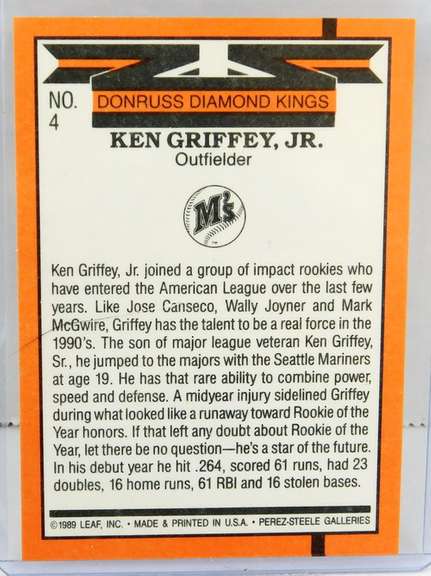 NO.
4
DONRUSS DIAMOND KINGS
KEN GRIFFEY, JR.
Outfielder
M's
Ken Griffey, Jr. joined a group of impact rookies who
have entered the American League over the last few
years. Like Jose Canseco, Wally Joyner and Mark
McGwire, Griffey has the talent to be a real force in the
1990's. The son of major league veteran Ken Griffey,
Sr., he jumped to the majors with the Seattle Mariners
at age 19. He has that rare ability to combine power,
speed and defense. A midyear injury sidelined Griffey
during what looked like a runaway toward Rookie of the
Year honors. If that left any doubt about Rookie of the
Year, let there be no question—he's a star of the future.
In his debut year he hit .264, scored 61 runs, had 23
doubles, 16 home runs, 61 RBI and 16 stolen bases.
©1989 LEAF, INC. • MADE & PRINTED IN U.S.A. • PEREZ-STEELE GALLERIES